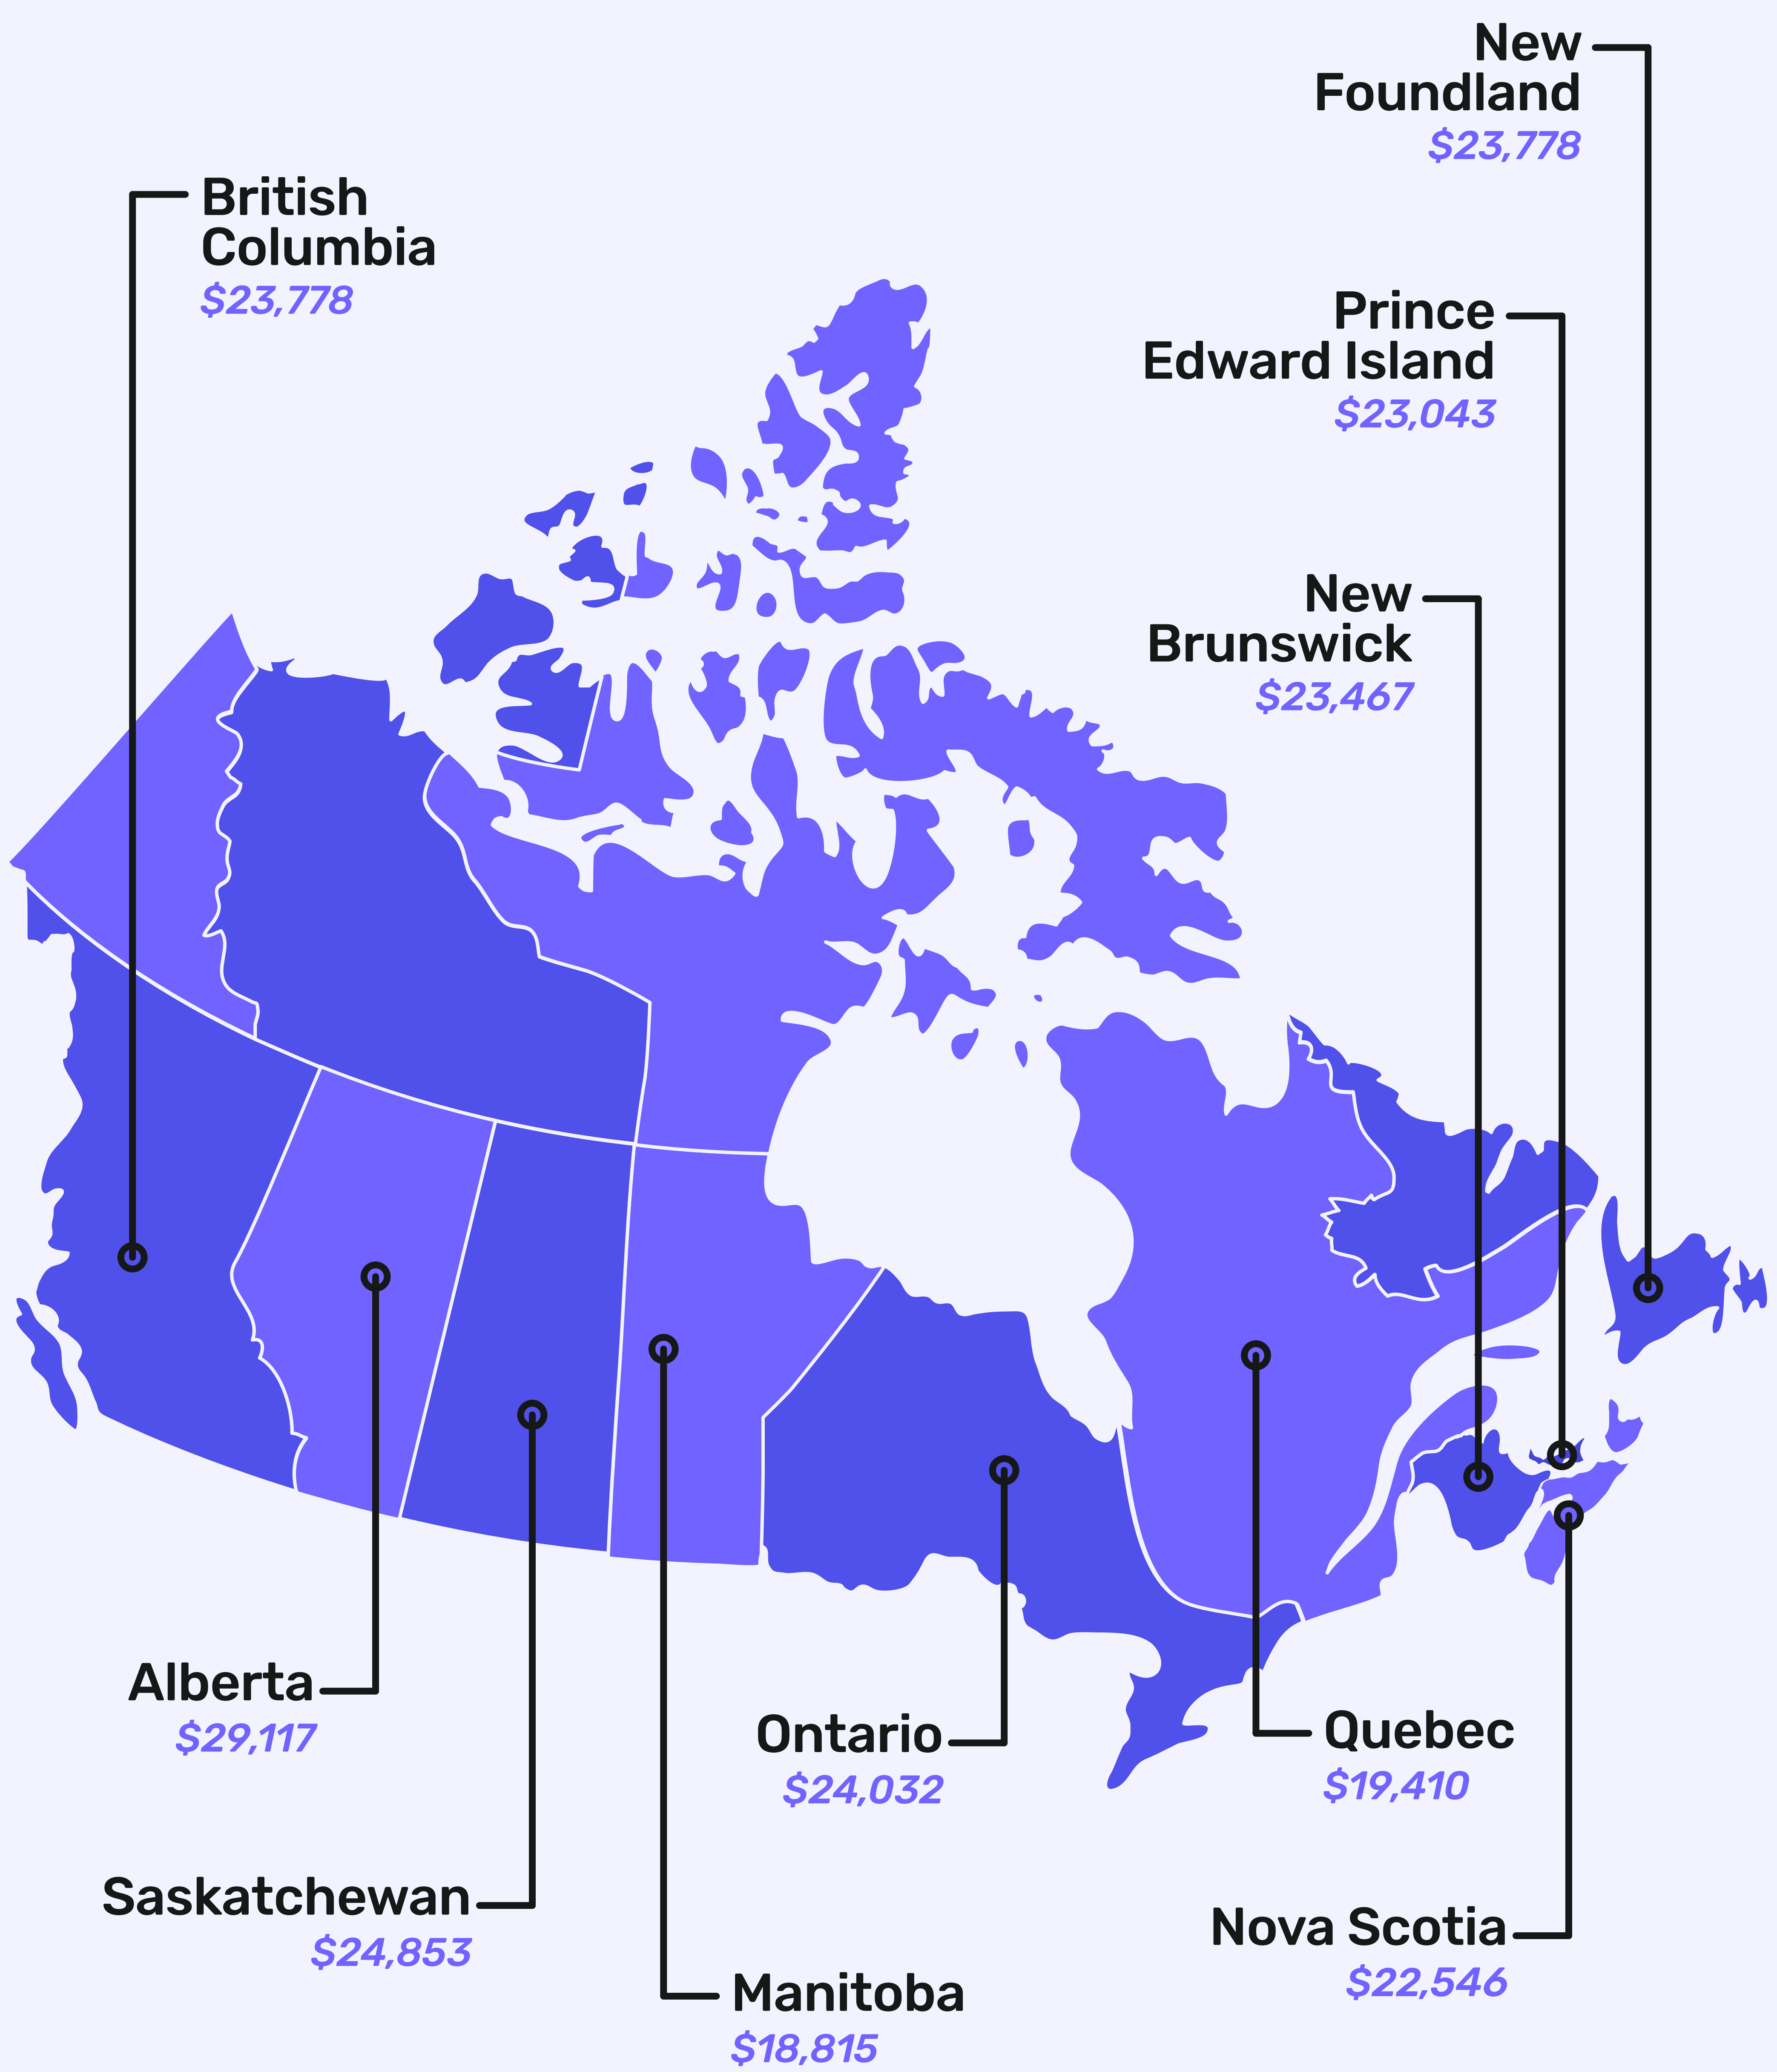 New
Foundland
$23,778
British
Columbia
$23,778
Prince
Edward Island
$23,043
New
Brunswick
$23,467
Alberta
$29,117
Ontario
$24,032
Quebec
$19,410
Saskatchewan
$24,853
Nova Scotia
$22,546
Manitoba
$18,815